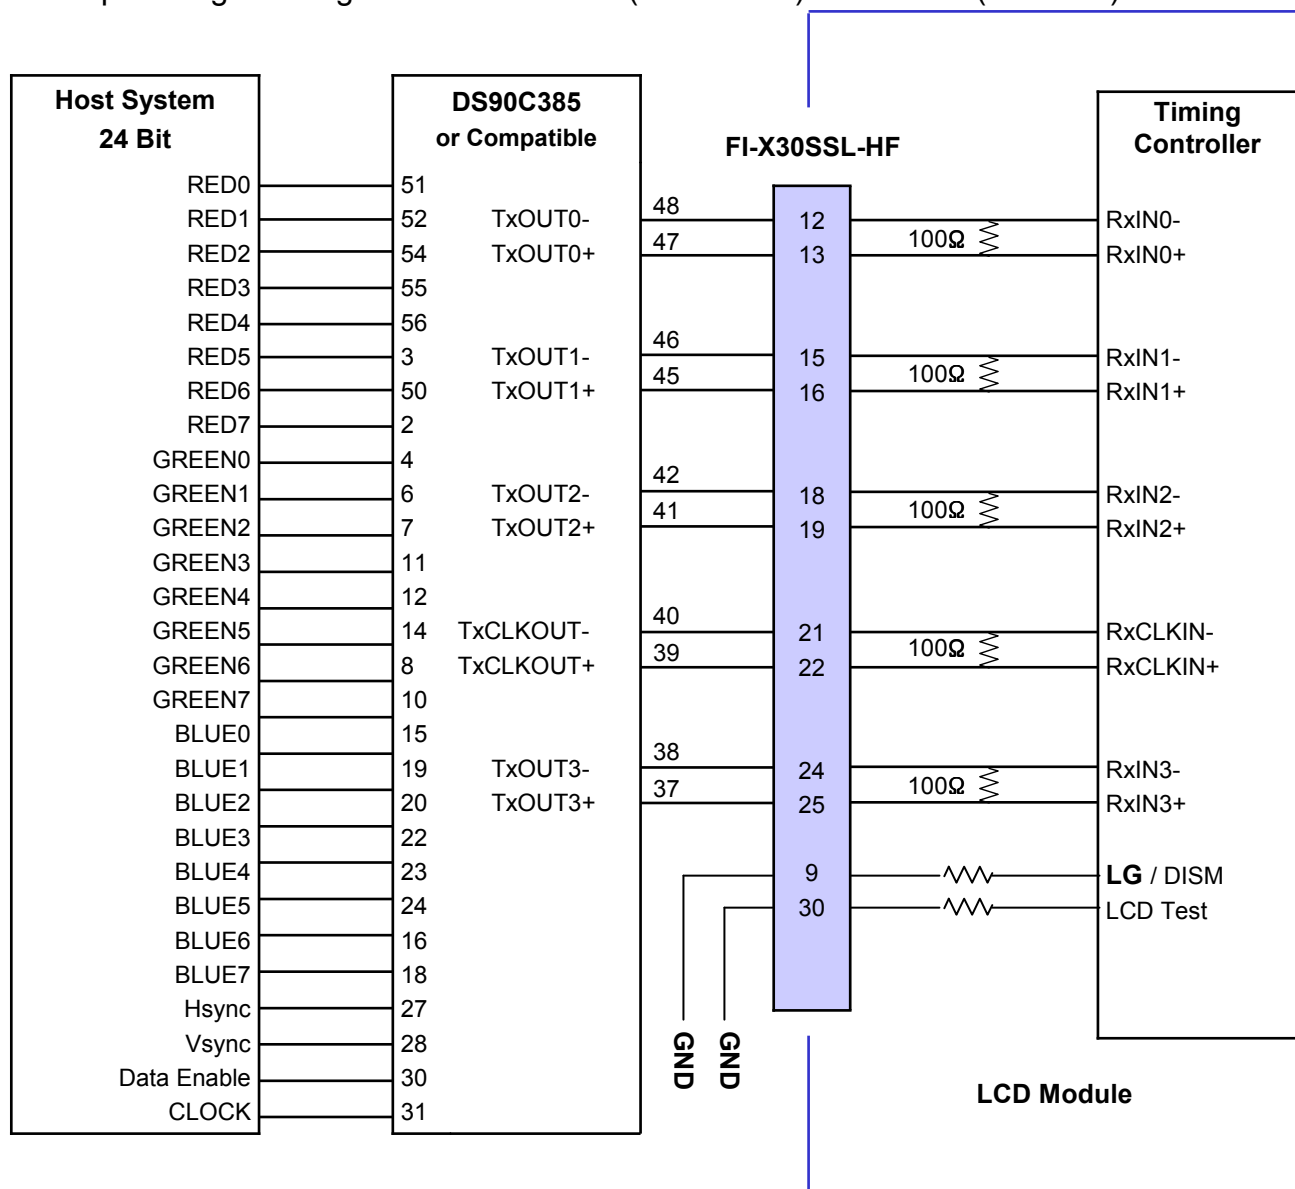 Host System
24 Bit
RED0
RED1
RED2
RED3
RED4
RED5
RED6
RED7
GREEN0
GREEN1
GREEN2
GREEN3
GREEN4
GREEN5
GREEN6
GREEN7
BLUE0
BLUE1
BLUE2
BLUE3
BLUE4
BLUE5
BLUE6
BLUE7
Hsync
Vsync
Data Enable
CLOCK
DS90C385
or Compatible
51
52 TxOUT0-
54 TxOUT0+
55
56
3 TxOUT1-
50 TxOUT1+
2
4
6 TxOUT2-
7 TxOUT2+
11
12
14 TxCLKOUT-
8 TxCLKOUT+
10
15
19 TxOUT3-
20 TxOUT3+
22
23
24
16
18
27
28
30
31
48
47
46
45
42
41
40
39
38
37
GND
GND
FI-X30SSL-HF
12
13
15
16
18
19
21
22
24
25
9
30
100Ω
100Ω
100Ω
100Ω
100Ω
Timing
Controller
RxIN0-
RxIN0+
RxIN1-
RxIN1+
RxIN2-
RxIN2+
RxCLKIN-
RxCLKIN+
RxIN3-
RxIN3+
LG / DISM
LCD Test
LCD Module